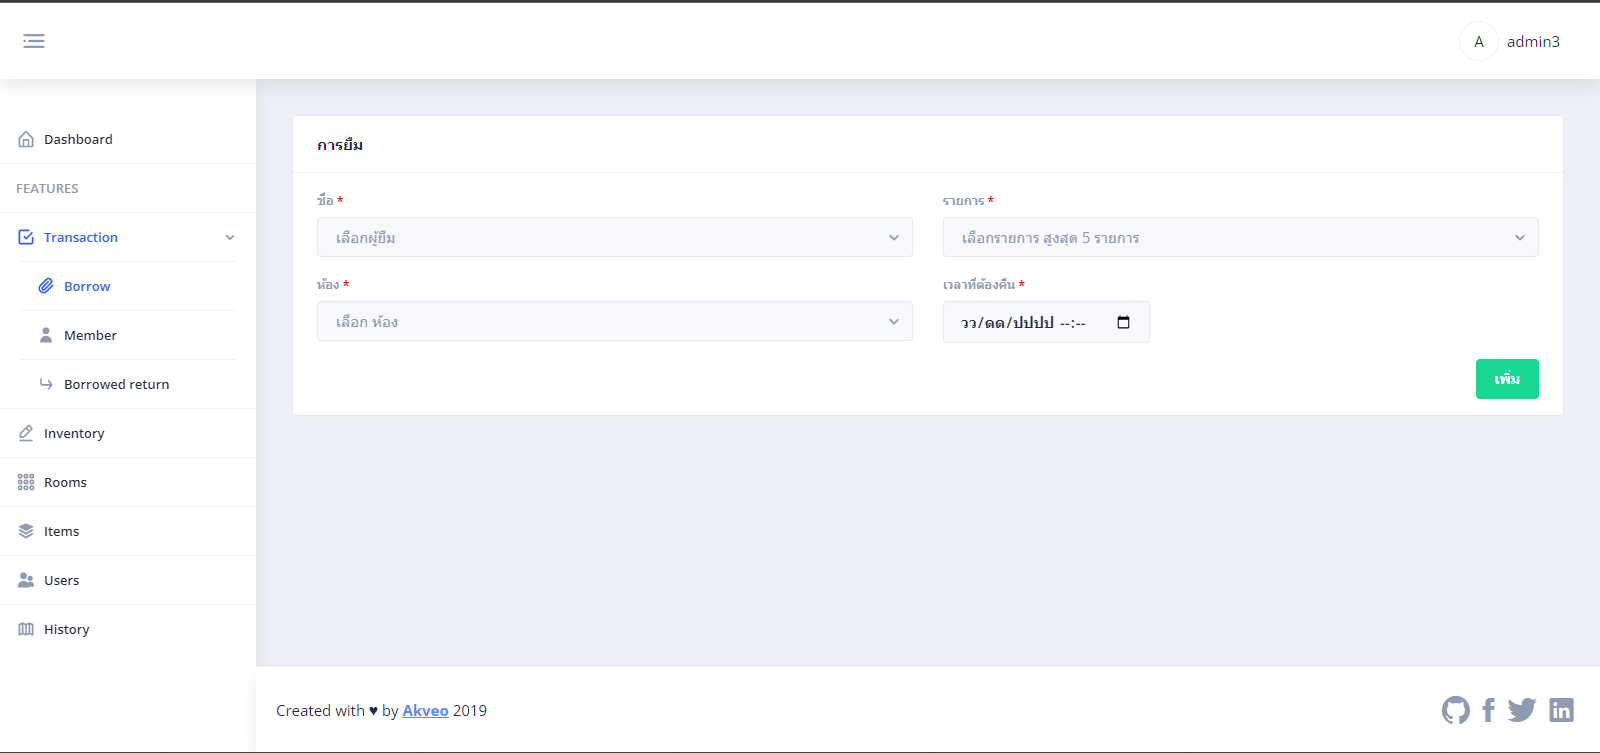 A admin3
Dashboard
FEATURES
Transaction
Borrow
Member
Borrowed return
Inventory
Rooms
Items
Users
History
การยืม
ชื่อ *
เลือกผู้ยืม
รายการ *
เลือกรายการ สูงสุด 5 รายการ
ห้อง *
เลือก ห้อง
เวลาที่ต้องคืน *
วว/ดด/ปปปป --:--
เพิ่ม
Created with ♥ by Akveo 2019